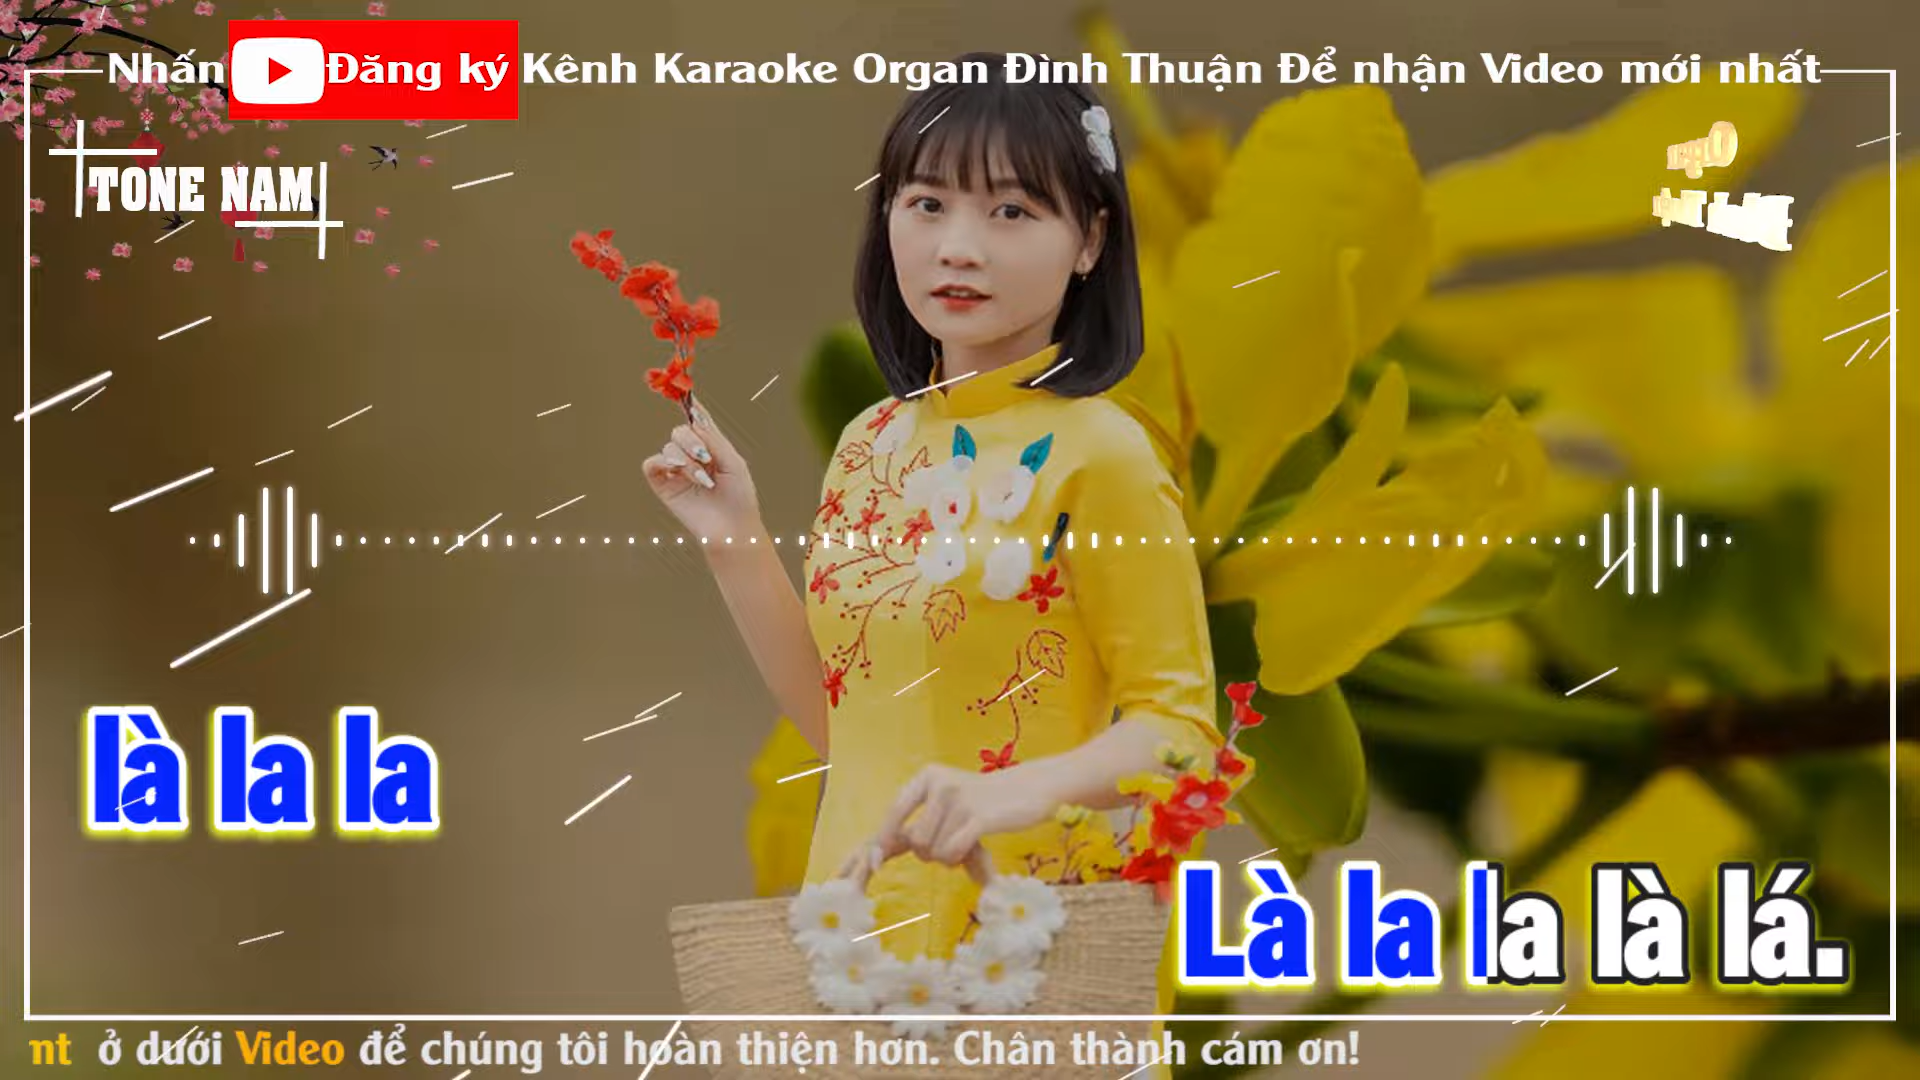 Nhấn Đăng ký Kênh Karaoke Organ Đình Thuận Để nhận Video mới nhất
TONE NAM
là la la
Là la la là lá.
nt ở dưới Video để chúng tôi hoàn thiện hơn. Chân thành cám ơn!